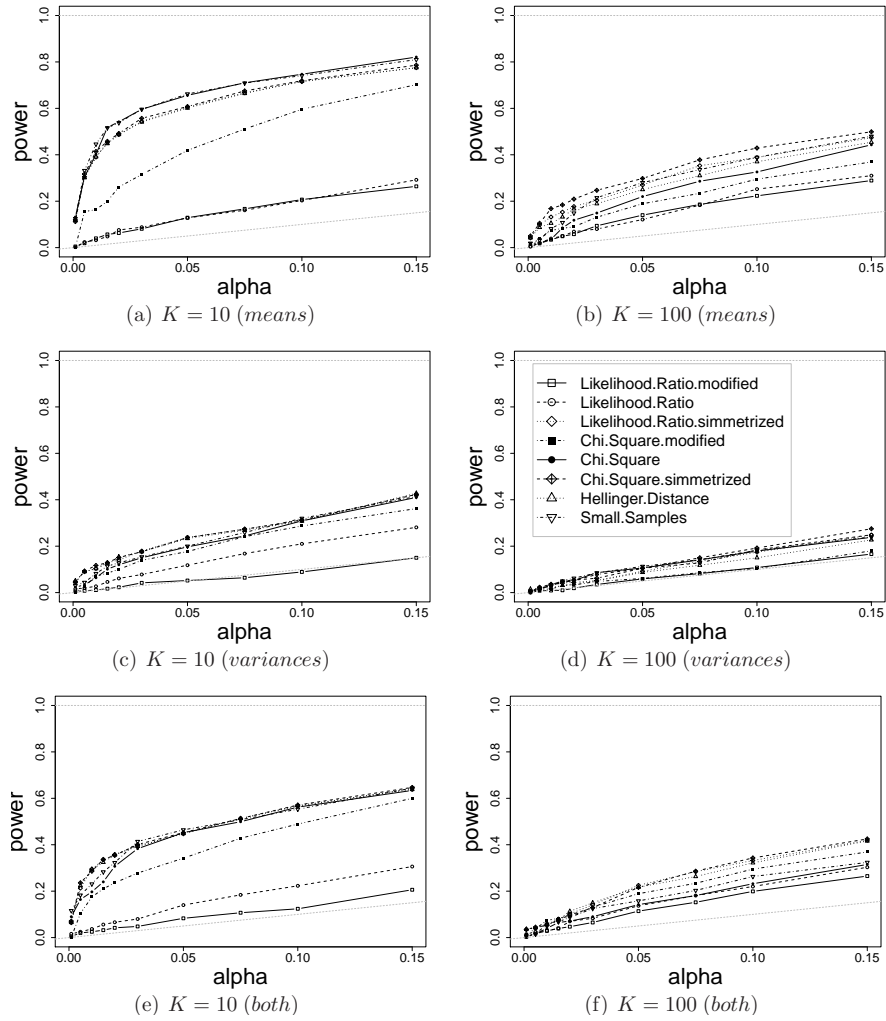 1.0
0.8
0.6
0.4
0.2
0.0
power
0.00 0.05 0.10 0.15
alpha
(a) K = 10 (means)
1.0
0.8
0.6
0.4
0.2
0.0
power
0.00 0.05 0.10 0.15
alpha
(b) K = 100 (means)
1.0
0.8
0.6
0.4
0.2
0.0
power
0.00 0.05 0.10 0.15
alpha
(c) K = 10 (variances)
1.0
0.8
0.6
0.4
0.2
0.0
power
Likelihood.Ratio.modified
Likelihood.Ratio
Likelihood.Ratio.simmetrized
Chi.Square.modified
Chi.Square
Chi.Square.simmetrized
Hellinger.Distance
Small.Samples
0.00 0.05 0.10 0.15
alpha
(d) K = 100 (variances)
1.0
0.8
0.6
0.4
0.2
0.0
power
0.00 0.05 0.10 0.15
alpha
(e) K = 10 (both)
1.0
0.8
0.6
0.4
0.2
0.0
power
0.00 0.05 0.10 0.15
alpha
(f) K = 100 (both)